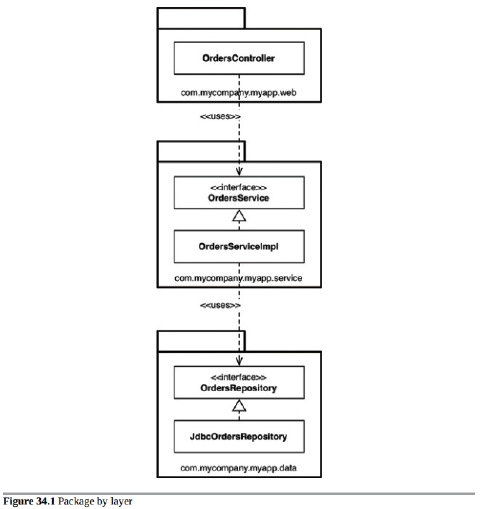 OrdersController
com.mycompany.myapp.web
<<uses>>
<<interface>>
OrdersService
OrdersServiceImpl
com.mycompany.myapp.service
<<uses>>
<<interface>>
OrdersRepository
JdbcOrdersRepository
com.mycompany.myapp.data
Figure 34.1 Package by layer